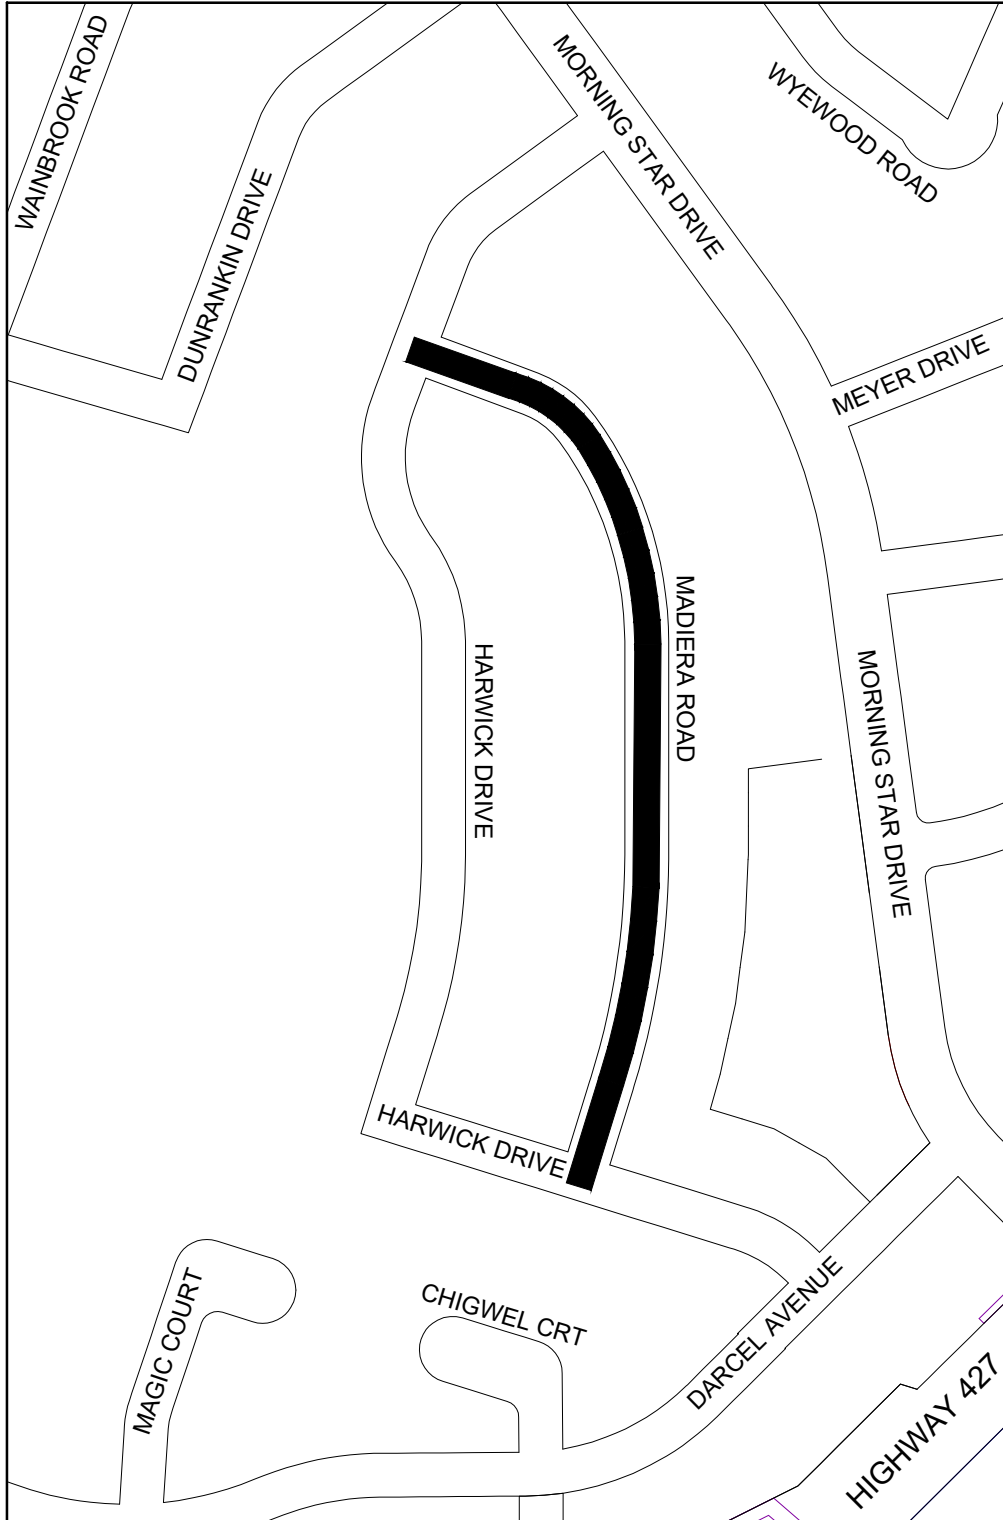 WAINBROOK ROAD
DUNRANKIN DRIVE
MORNING STAR DRIVE
WYEWOOD ROAD
MEYER DRIVE
MADIERA ROAD
HARWICK DRIVE
MORNING STAR DRIVE
HARWICK DRIVE
MAGIC COURT
CHIGWEL CRT
DARCEL AVENUE
HIGHWAY 427